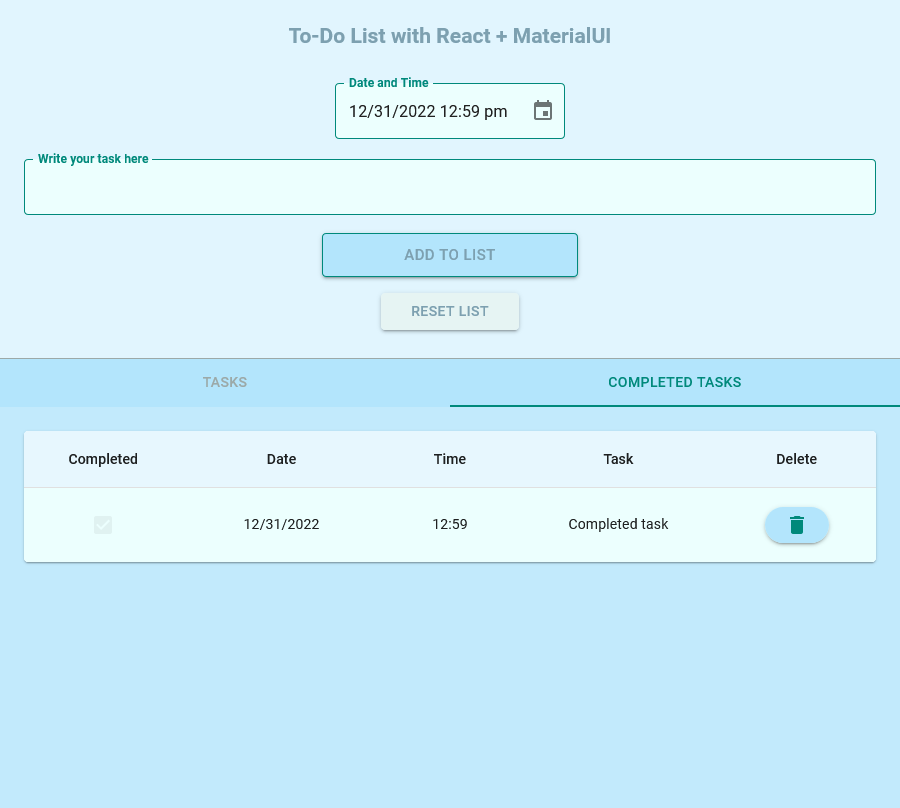 To-Do List with React + MaterialUI
Date and Time
12/31/2022 12:59 pm
Write your task here
ADD TO LIST
RESET LIST
TASKS COMPLETED TASKS
Completed Date Time Task Delete
12/31/2022 12:59 Completed task